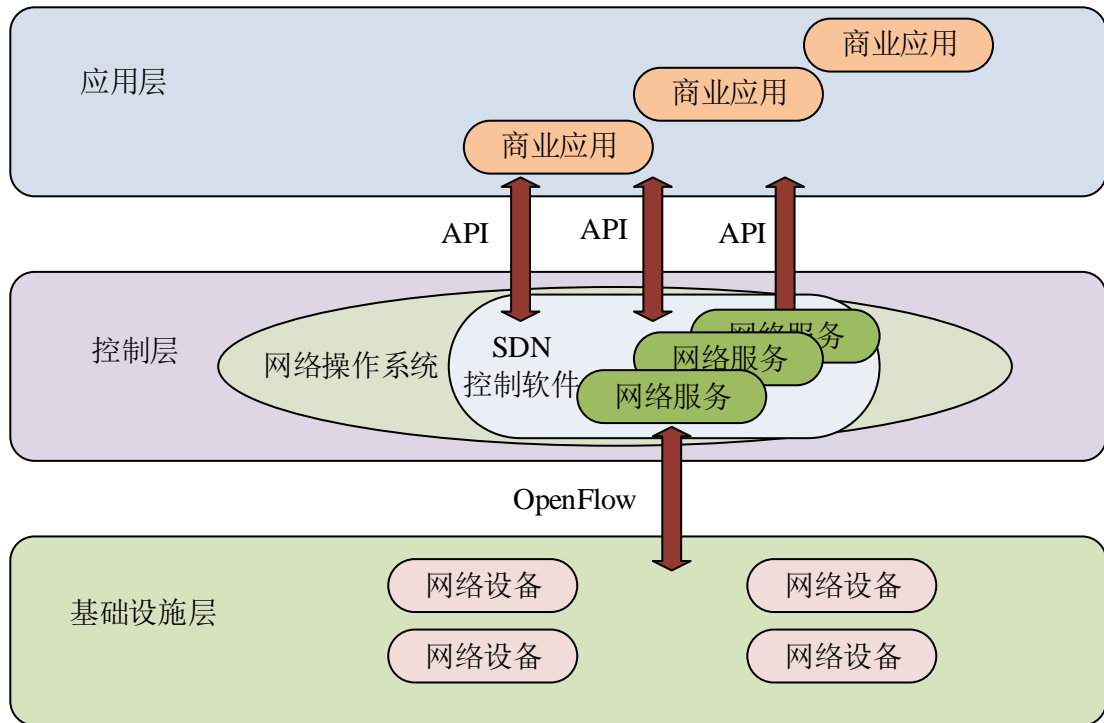 商业应用
应用层
商业应用
商业应用
API
API
API
控制层
网络操作系统
SDN
控制软件
网络服务
网络服务
网络服务
OpenFlow
基础设施层
网络设备
网络设备
网络设备
网络设备